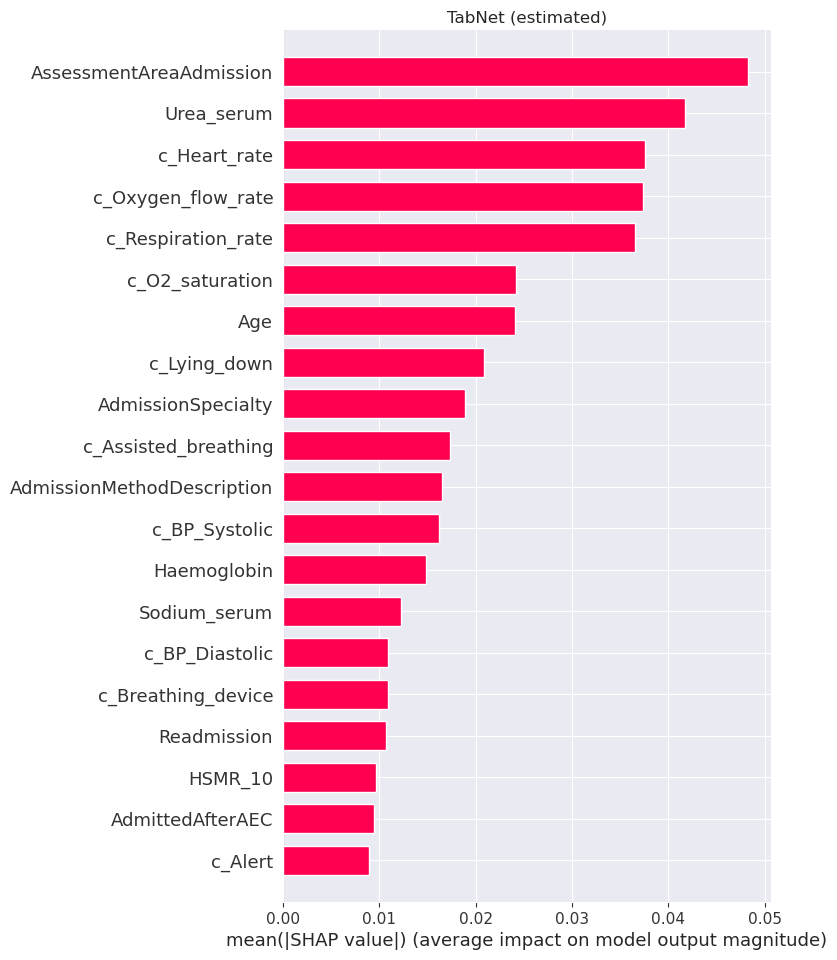 TabNet (estimated)
AssessmentAreaAdmission
Urea_serum
c_Heart_rate
c_Oxygen_flow_rate
c_Respiration_rate
c_O2_saturation
Age
c_Lying_down
AdmissionSpecialty
c_Assisted_breathing
AdmissionMethodDescription
c_BP_Systolic
Haemoglobin
Sodium_serum
c_BP_Diastolic
c_Breathing_device
Readmission
HSMR_10
AdmittedAfterAEC
c_Alert
0.00 0.01 0.02 0.03 0.04 0.05
mean(|SHAP value|) (average impact on model output magnitude)